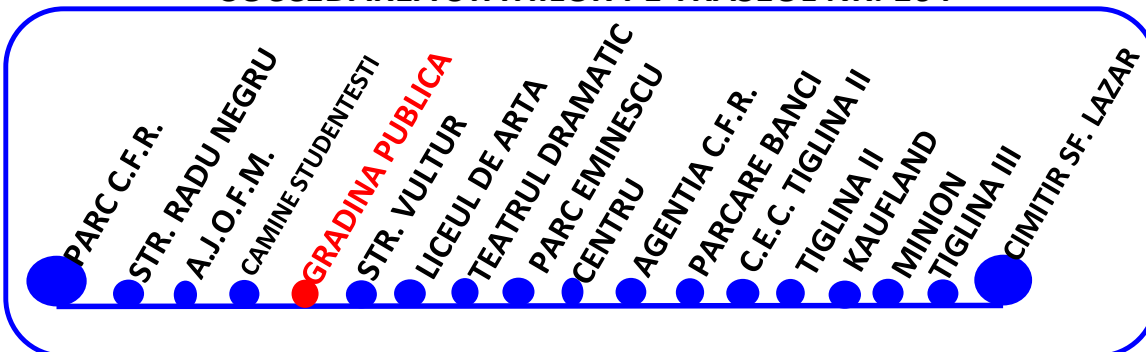 PARC C.F.R.
STR. RADU NEGRU
A.J.O.F.M.
CAMINE STUDENTESTI
GRADINA PUBLICA
STR. VULTUR
LICEUL DE ARTA
TEATRUL DRAMATIC
PARC EMINESCU
CENTRU
AGENTIA C.F.R.
PARCARE BANCI
C.E.C. TIGLINA II
TIGLINA II
KAUFLAND
MINION
TIGLINA III
CIMITIR SF. LAZAR